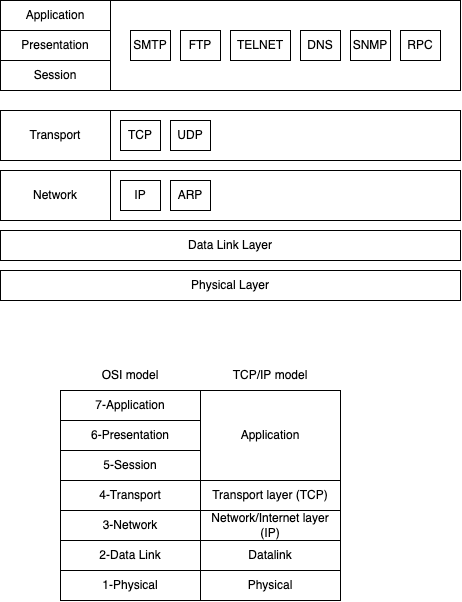 Application
Presentation
SMTP FTP TELNET DNS SNMP RPC
Session
Transport
TCP UDP
Network
IP ARP
Data Link Layer
Physical Layer
OSI model TCP/IP model
7-Application
6-Presentation
Application
5-Session
4-Transport
Transport layer (TCP)
3-Network
Network/Internet layer
(IP)
2-Data Link
Datalink
1-Physical
Physical